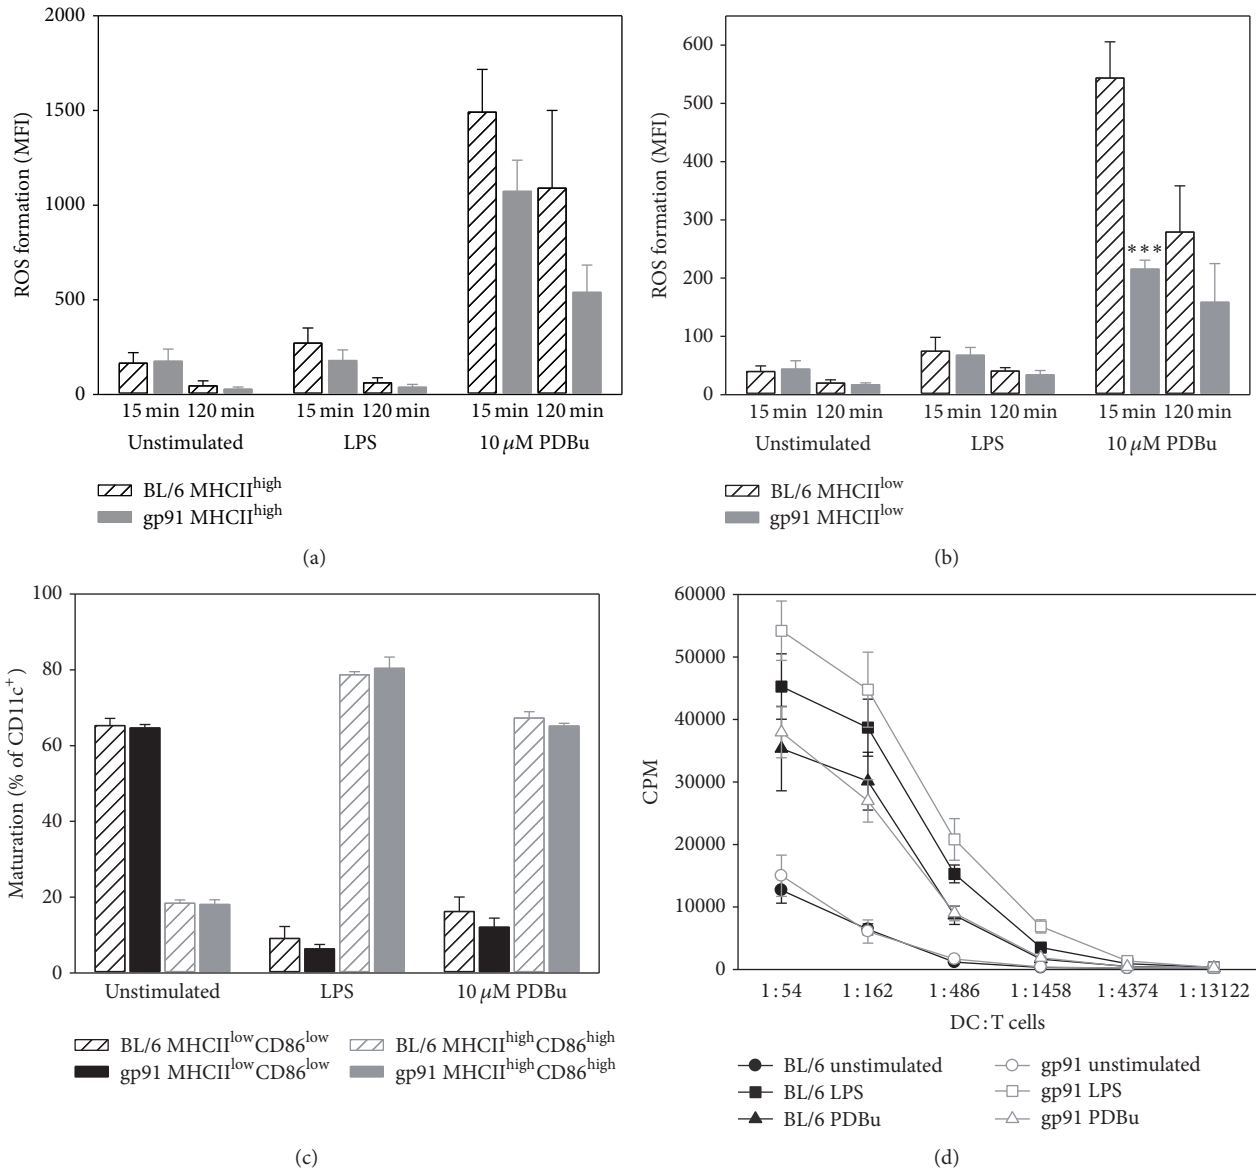 2000
1500
1000
500
0
ROS formation (MFI)
15 min 120 min 15 min 120 min 15 min 120 min
Unstimulated LPS 10 μM PDBu
BL/6 MHCII^high
gp91 MHCII^high
(a)
600
500
400
300
200
100
0
ROS formation (MFI)
***
15 min 120 min 15 min 120 min 15 min 120 min
Unstimulated LPS 10 μM PDBu
BL/6 MHCII^low
gp91 MHCII^low
(b)
100
80
60
40
20
0
Maturation (% of CD11c^+)
Unstimulated LPS 10 μM PDBu
BL/6 MHCII^low CD86^low BL/6 MHCII^high CD86^high
gp91 MHCII^low CD86^low gp91 MHCII^high CD86^high
(c)
60000
50000
40000
30000
20000
10000
0
CPM
1:54 1:162 1:486 1:1458 1:4374 1:13122
DC:T cells
BL/6 unstimulated gp91 unstimulated
BL/6 LPS gp91 LPS
BL/6 PDBu gp91 PDBu
(d)